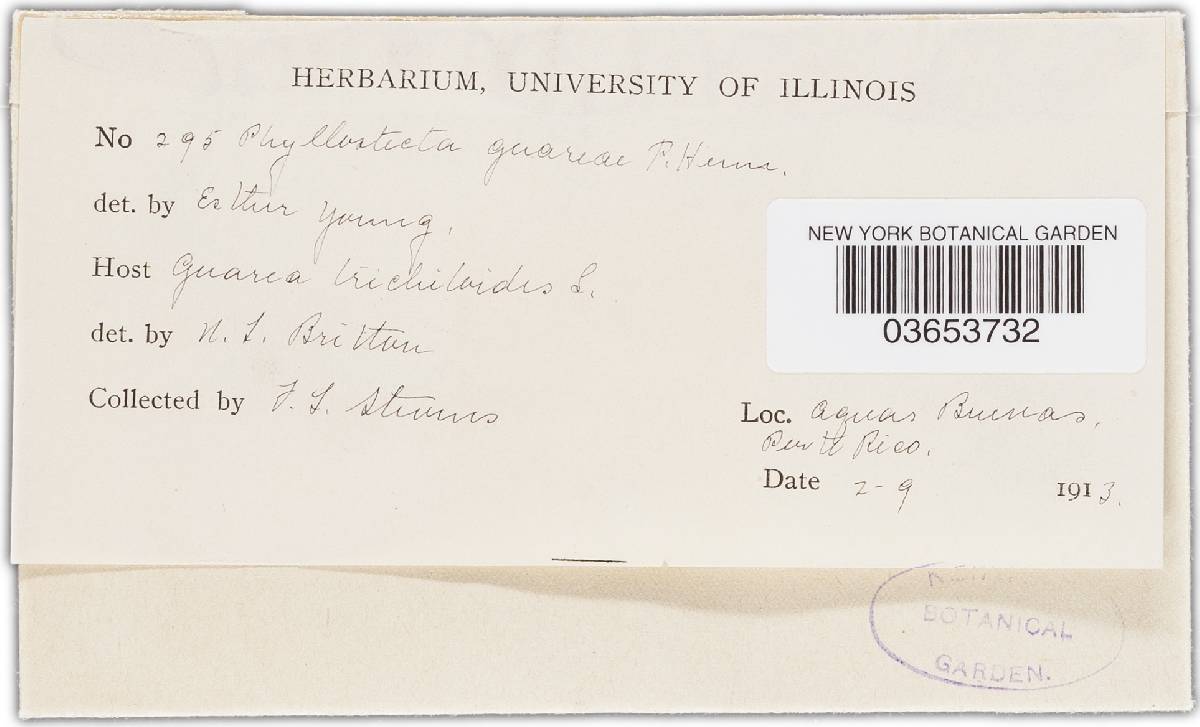 HERBARIUM, UNIVERSITY OF ILLINOIS
No 295 Phyllosticta guareae P. Henn.
det. by Esther Young.
Host Guarea trichiloides L.
det. by N. L. Britton
Collected by F. L. Stevens
NEW YORK BOTANICAL GARDEN
03653732
Loc. Aguas Buenas,
Porto Rico.
Date 2-9 1913.
BOTANICAL
GARDEN.